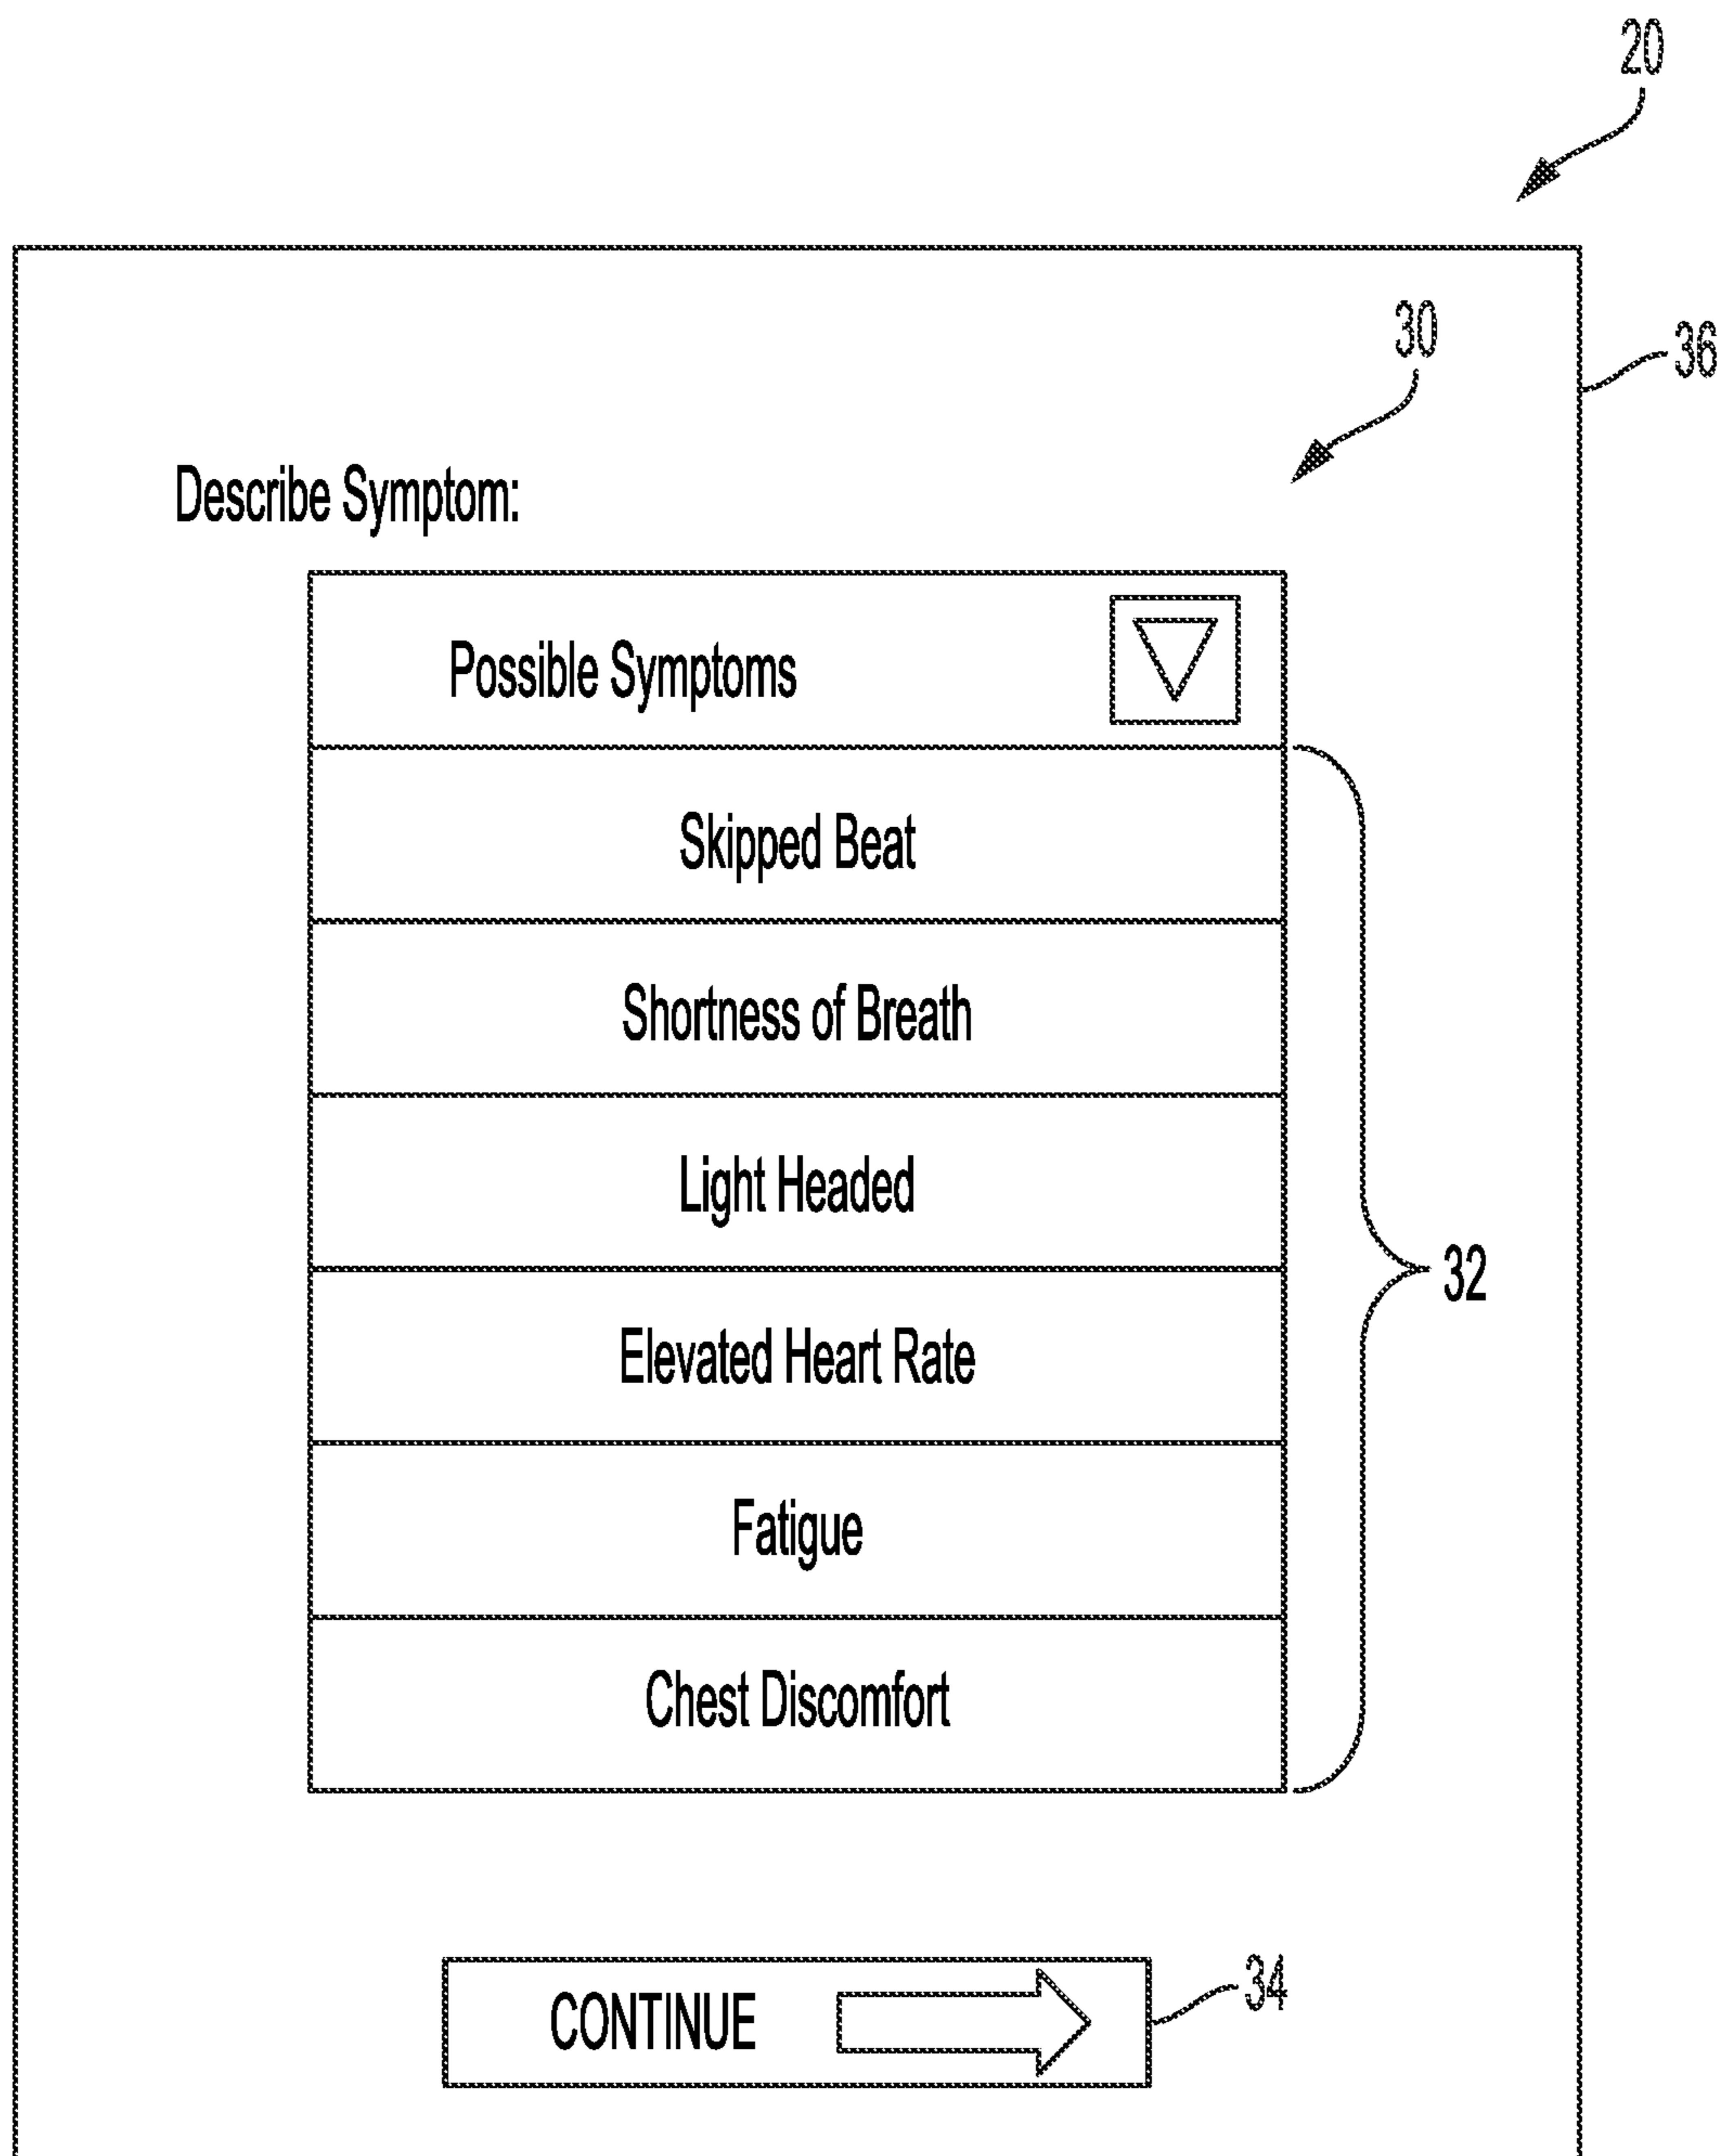 20
30
36
Describe Symptom:
Possible Symptoms
Skipped Beat
Shortness of Breath
Light Headed
Elevated Heart Rate
32
Fatigue
Chest Discomfort
CONTINUE
34